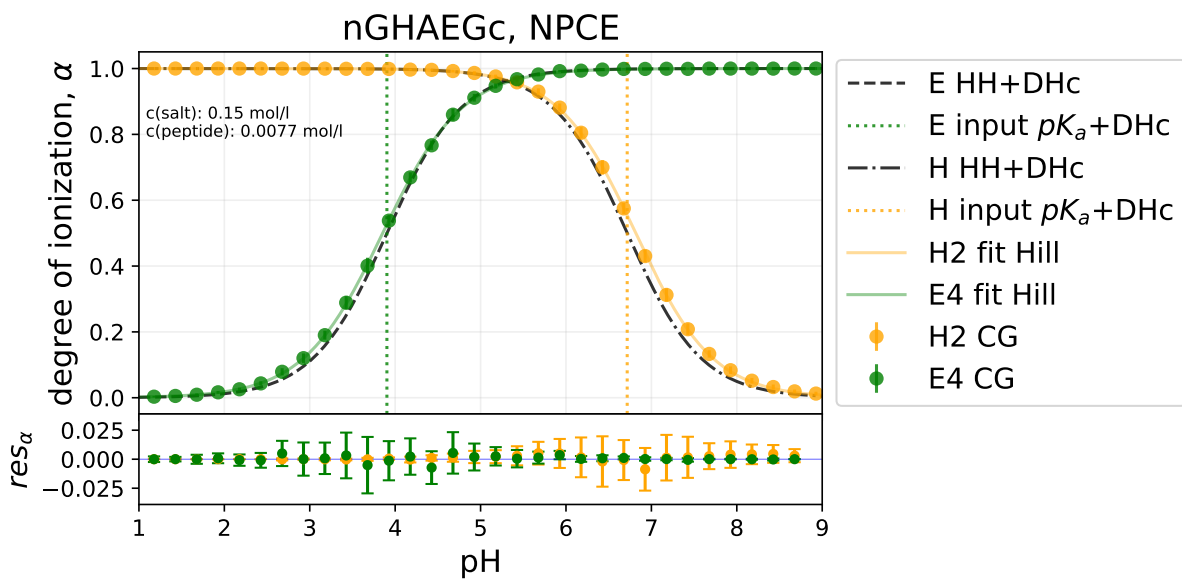 nGHAEGc, NPCE
degree of ionization, α
1.0
0.8
0.6
0.4
0.2
0.0
c(salt): 0.15 mol/l
c(peptide): 0.0077 mol/l
E HH+DHc
E input pKₐ+DHc
H HH+DHc
H input pKₐ+DHc
H2 fit Hill
E4 fit Hill
H2 CG
E4 CG
res_α
0.025
0.000
−0.025
1 2 3 4 5 6 7 8 9
pH